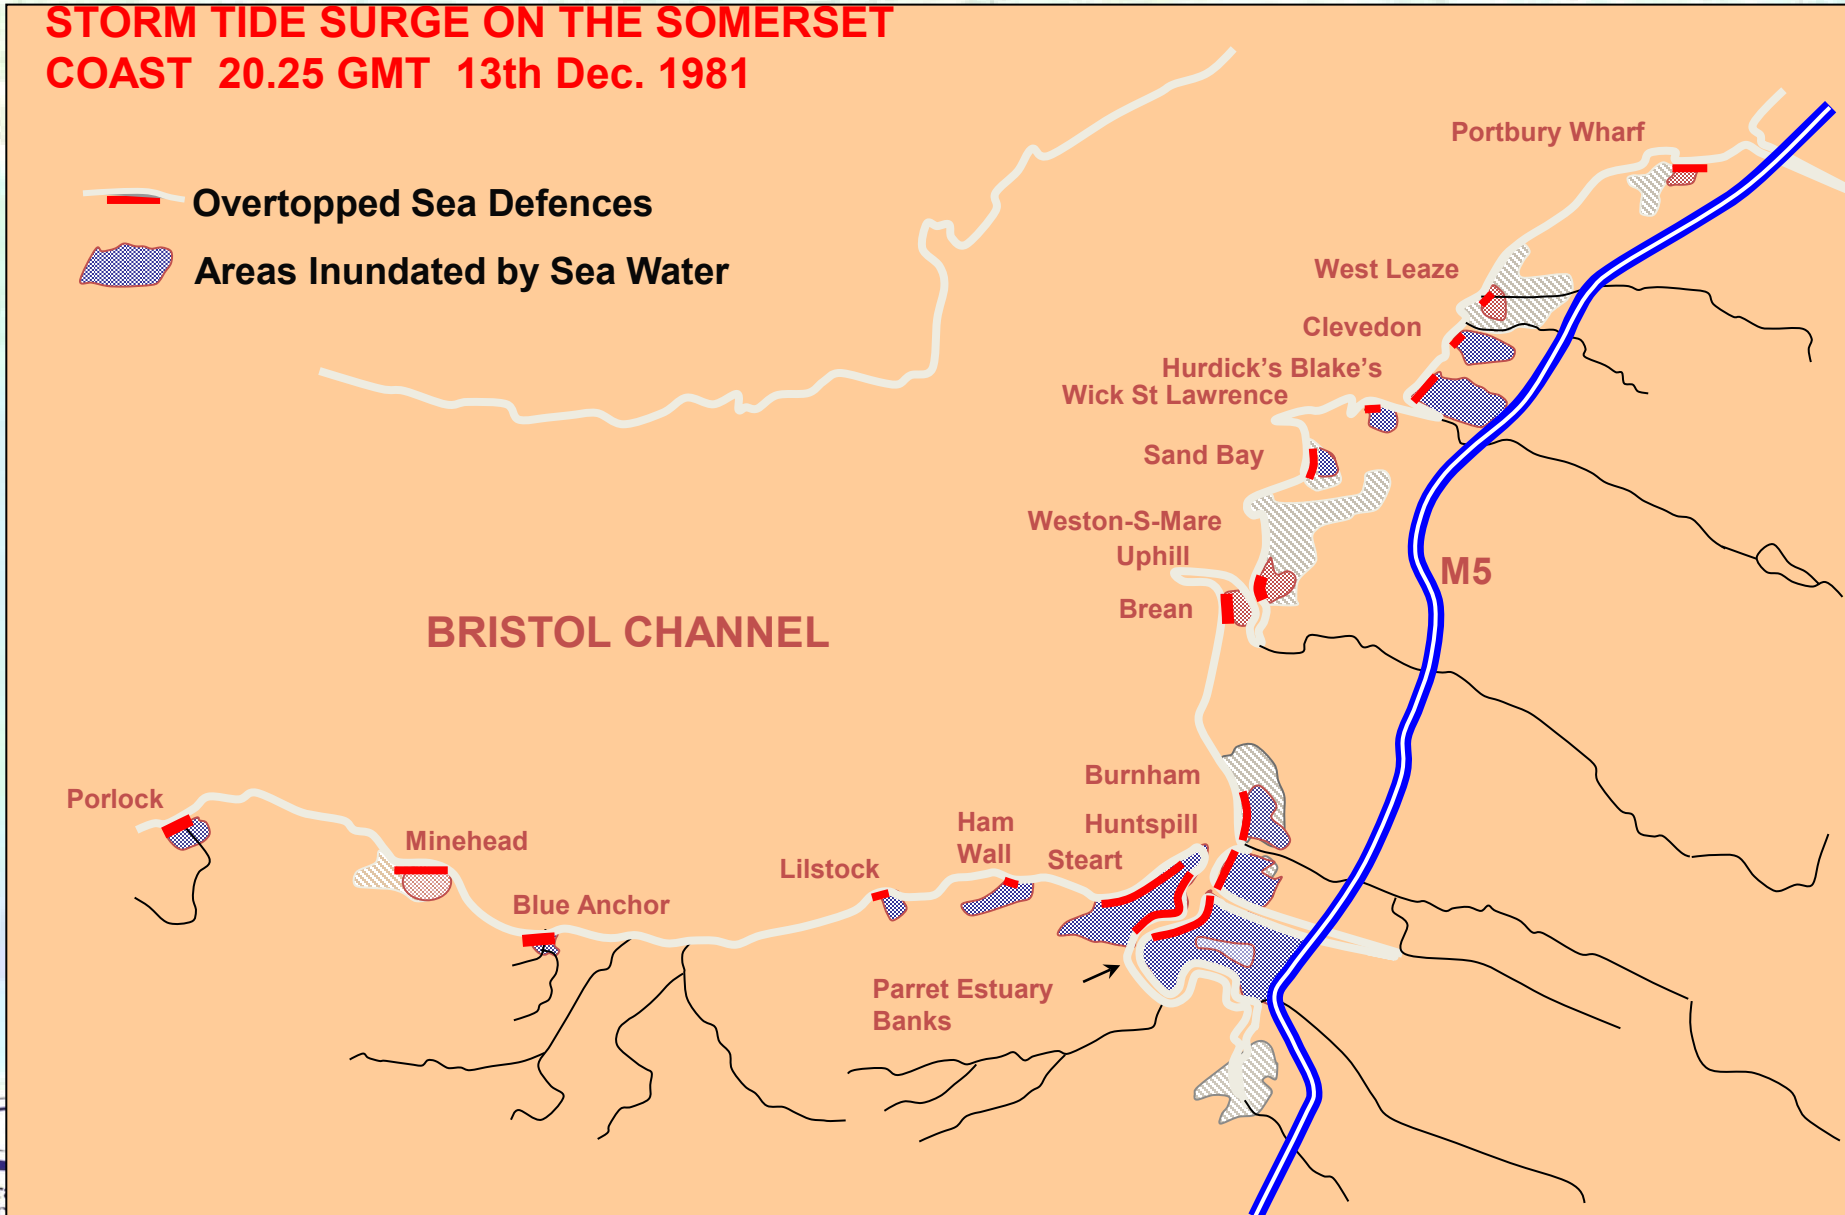 STORM TIDE SURGE ON THE SOMERSET
COAST 20.25 GMT 13th Dec. 1981
Overtopped Sea Defences
Areas Inundated by Sea Water
Portbury Wharf
West Leaze
Clevedon
Hurdick's Blake's
Wick St Lawrence
Sand Bay
Weston-S-Mare
Uphill
M5
Brean
BRISTOL CHANNEL
Burnham
Porlock
Huntspill
Ham
Wall
Minehead
Steart
Lilstock
Blue Anchor
Parret Estuary
Banks